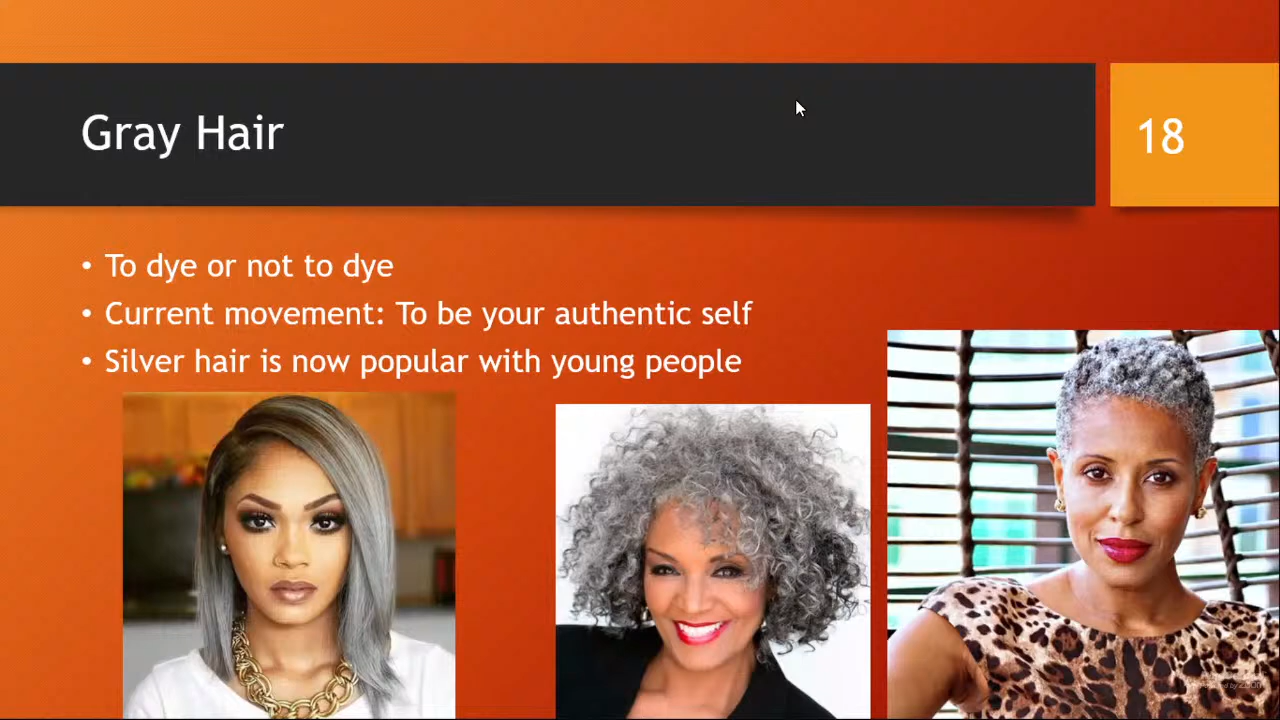 Gray Hair
18
• To dye or not to dye
• Current movement: To be your authentic self
• Silver hair is now popular with young people